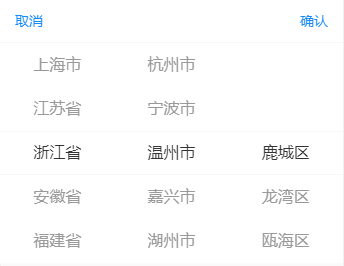 取消 确认
上海市 杭州市
江苏省 宁波市
浙江省 温州市 鹿城区
安徽省 嘉兴市 龙湾区
福建省 湖州市 瓯海区